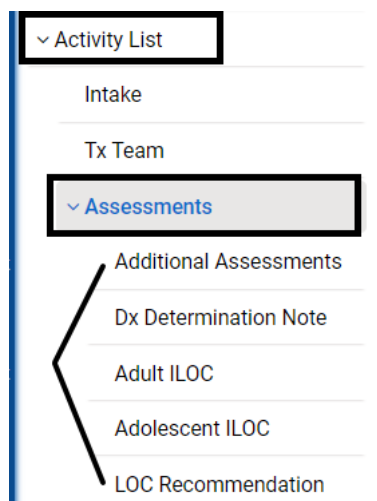 Activity List
Intake
Tx Team
Assessments
Additional Assessments
Dx Determination Note
Adult ILOC
Adolescent ILOC
LOC Recommendation